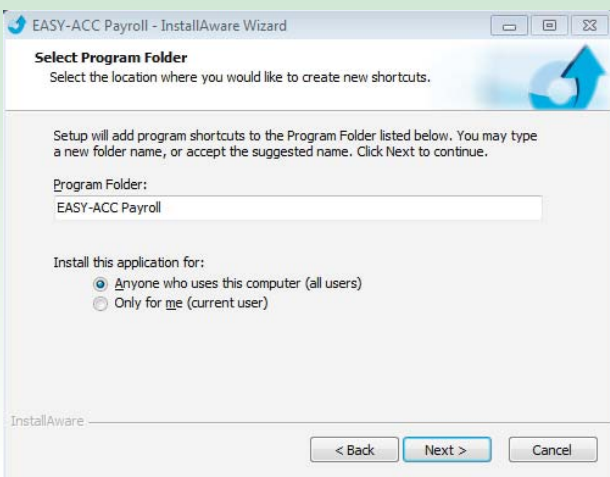 EASY-ACC Payroll - InstallAware Wizard
Select Program Folder
Select the location where you would like to create new shortcuts.
Setup will add program shortcuts to the Program Folder listed below. You may type
a new folder name, or accept the suggested name. Click Next to continue.
Program Folder:
EASY-ACC Payroll
Install this application for:
Anyone who uses this computer (all users)
Only for me (current user)
InstallAware
< Back Next > Cancel